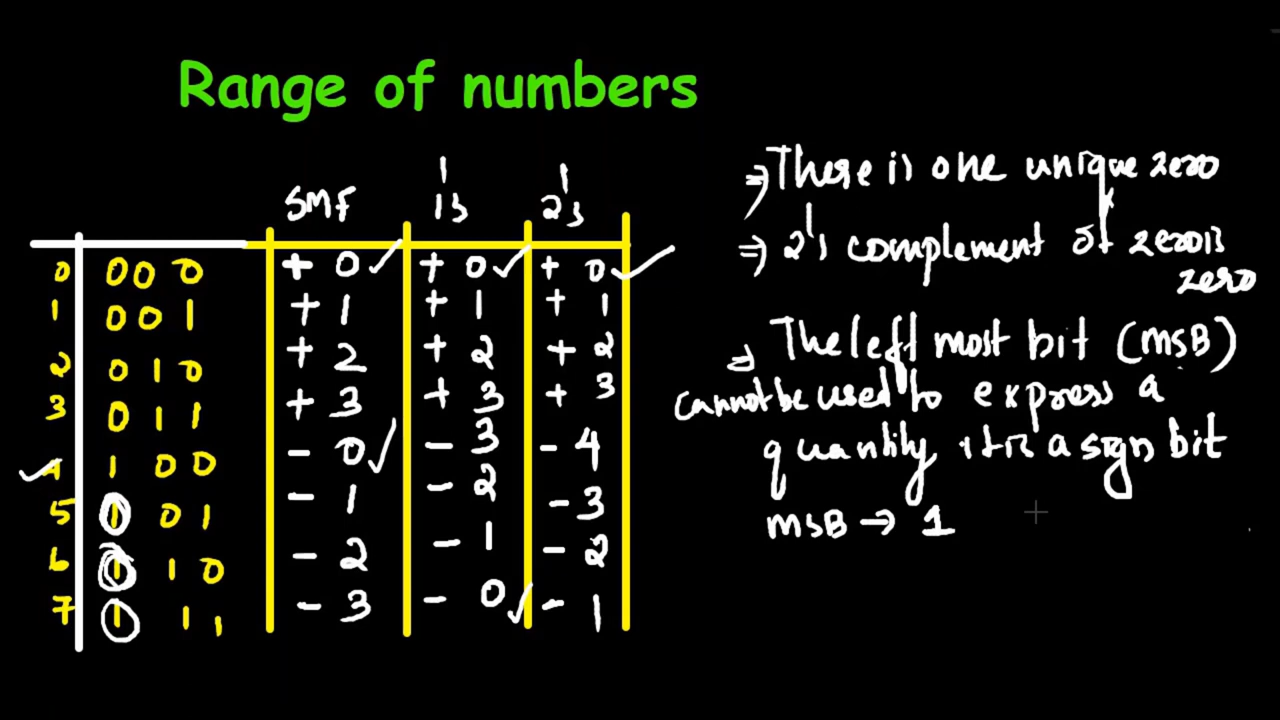 Range of numbers
SMF 1's 2's
0 000 + 0 ✓ + 0 ✓ + 0 ✓
1 001 + 1 + 1 + 1
2 010 + 2 + 2 + 2
3 011 + 3 + 3 + 3
✓ 4 100 - 0 ✓ - 3 - 4
5 101 - 1 - 2 - 3
6 110 - 2 - 1 - 2
7 111 - 3 - 0 ✓ - 1
⇒ There is one unique zero
⇒ 2's complement of zero is
zero
⇒ The left most bit (MSB)
cannot be used to express a
quantity, it is a sign bit
MSB → 1